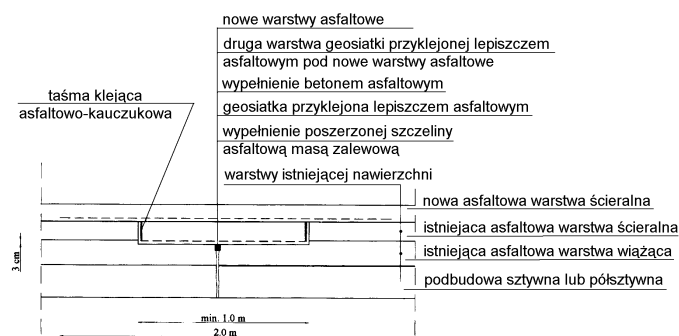 nowe warstwy asfaltowe
druga warstwa geosiatki przyklejonej lepiszczem
asfaltowym pod nowe warstwy asfaltowe
wypełnienie betonem asfaltowym
geosiatka przyklejona lepiszczem asfaltowym
wypełnienie poszerzonej szczeliny
asfaltową masą zalewową
warstwy istniejącej nawierzchni
taśma klejąca
asfaltowo-kauczukowa
nowa asfaltowa warstwa ścieralna
istniejaca asfaltowa warstwa ścieralna
istniejąca asfaltowa warstwa wiążąca
podbudowa sztywna lub półsztywna
3 cm
min. 1.0 m
2.0 m